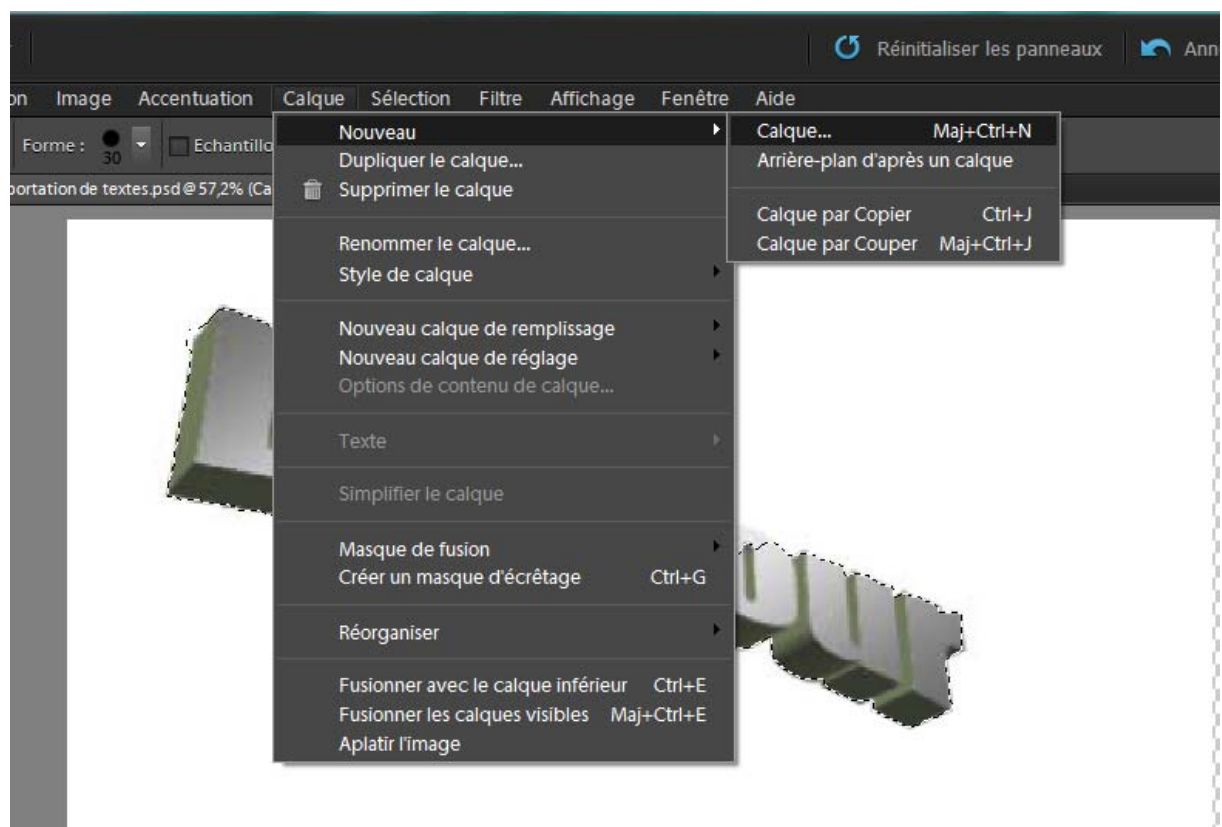 Réinitialiser les panneaux Ann
on Image Accentuation Calque Sélection Filtre Affichage Fenêtre Aide
Forme : 30 Echantillo
portation de textes.psd @ 57,2% (Ca
Nouveau
Dupliquer le calque...
Supprimer le calque
Renommer le calque...
Style de calque
Nouveau calque de remplissage
Nouveau calque de réglage
Options de contenu de calque...
Texte
Simplifier le calque
Masque de fusion
Créer un masque d'écrêtage Ctrl+G
Réorganiser
Fusionner avec le calque inférieur Ctrl+E
Fusionner les calques visibles Maj+Ctrl+E
Aplatir l'image
Calque... Maj+Ctrl+N
Arrière-plan d'après un calque
Calque par Copier Ctrl+J
Calque par Couper Maj+Ctrl+J